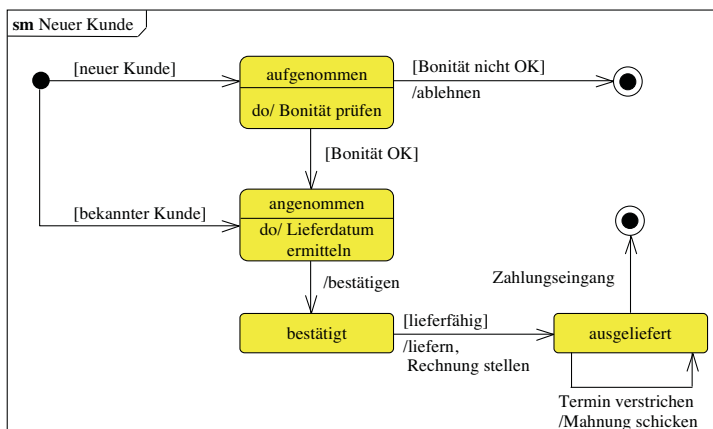 sm Neuer Kunde
[neuer Kunde]
aufgenommen
do/ Bonität prüfen
[Bonität nicht OK]
/ablehnen
[Bonität OK]
[bekannter Kunde]
angenommen
do/ Lieferdatum
ermitteln
/bestätigen
Zahlungseingang
bestätigt
[lieferfähig]
/liefern,
Rechnung stellen
ausgeliefert
Termin verstrichen
/Mahnung schicken